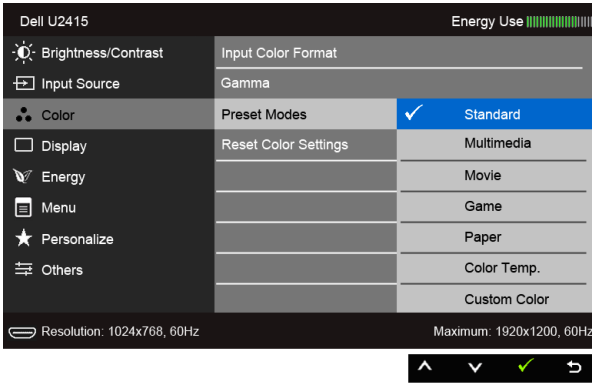 Dell U2415 Energy Use
Brightness/Contrast Input Color Format
Input Source Gamma
Color Preset Modes Standard
Display Reset Color Settings Multimedia
Energy Movie
Menu Game
Personalize Paper
Others Color Temp.
Custom Color
Resolution: 1024x768, 60Hz Maximum: 1920x1200, 60Hz